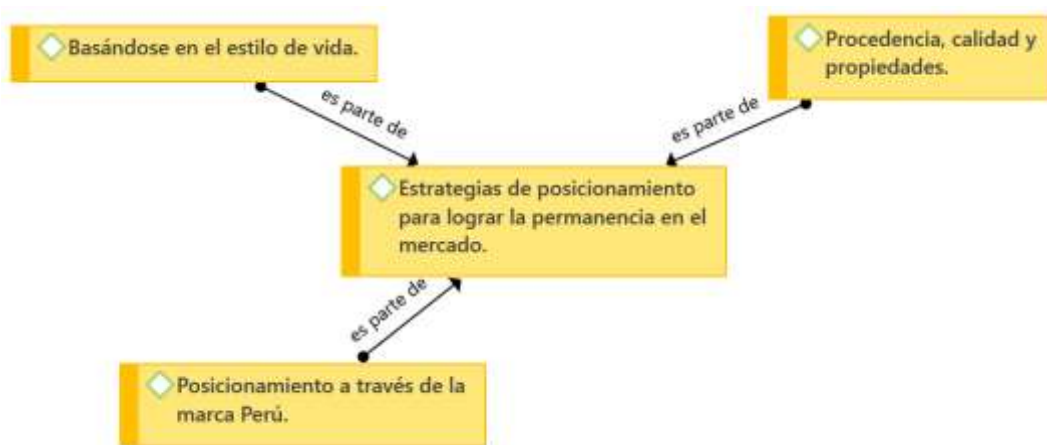 Basándose en el estilo de vida.
Procedencia, calidad y
propiedades.
es parte de
es parte de
Estrategias de posicionamiento
para lograr la permanencia en el
mercado.
es parte de
Posicionamiento a través de la
marca Perú.